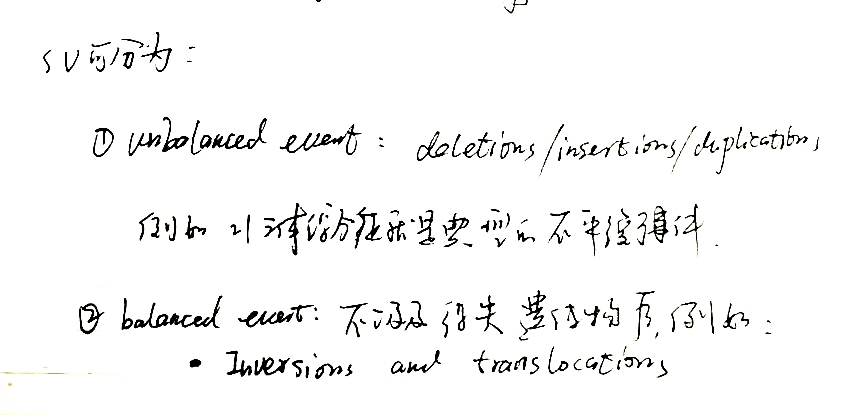 SV可分为:
① unbalanced event: deletions/insertions/duplications,
例如 21三体综合征就是典型的不平衡事件.
② balanced event: 不涉及得失遗传物质,例如:
• Inversions and translocations